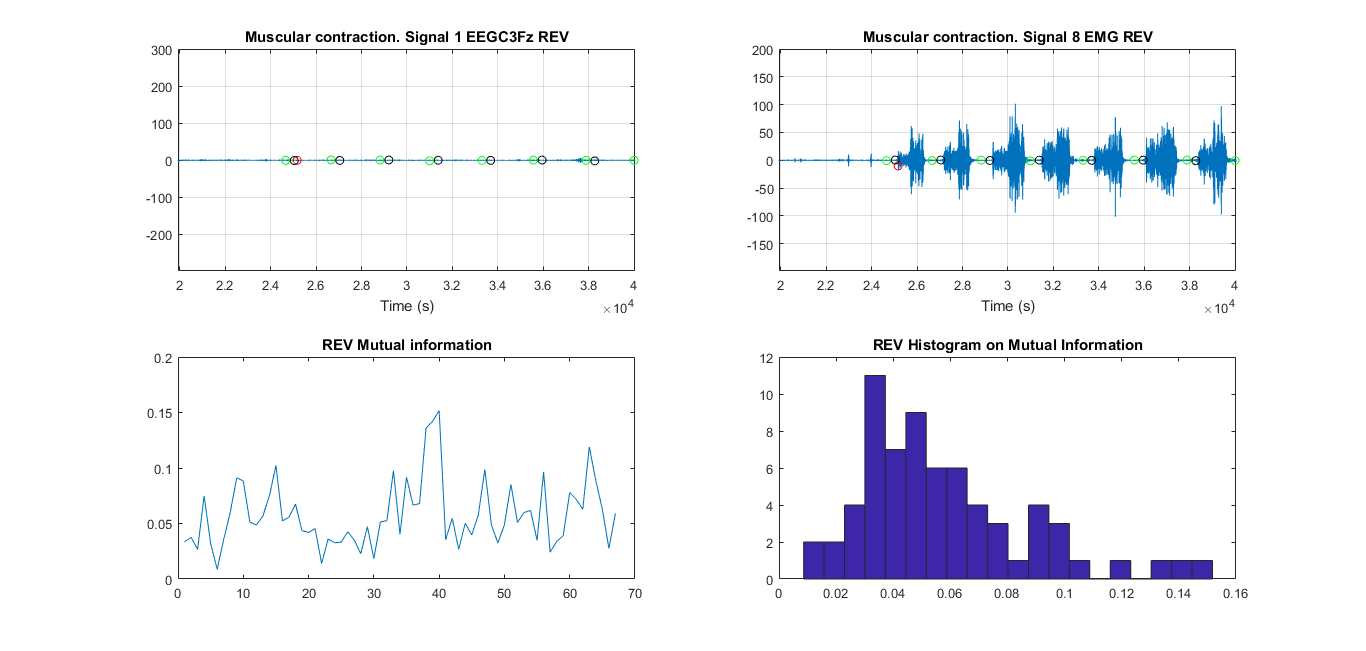 Muscular contraction. Signal 1 EEGC3Fz REV
300
200
100
0
-100
-200
2 2.2 2.4 2.6 2.8 3 3.2 3.4 3.6 3.8 4
Time (s)
×10^4
Muscular contraction. Signal 8 EMG REV
200
150
100
50
0
-50
-100
-150
2 2.2 2.4 2.6 2.8 3 3.2 3.4 3.6 3.8 4
Time (s)
×10^4
REV Mutual information
0.2
0.15
0.1
0.05
0
0 10 20 30 40 50 60 70
REV Histogram on Mutual Information
12
10
8
6
4
2
0
0 0.02 0.04 0.06 0.08 0.1 0.12 0.14 0.16